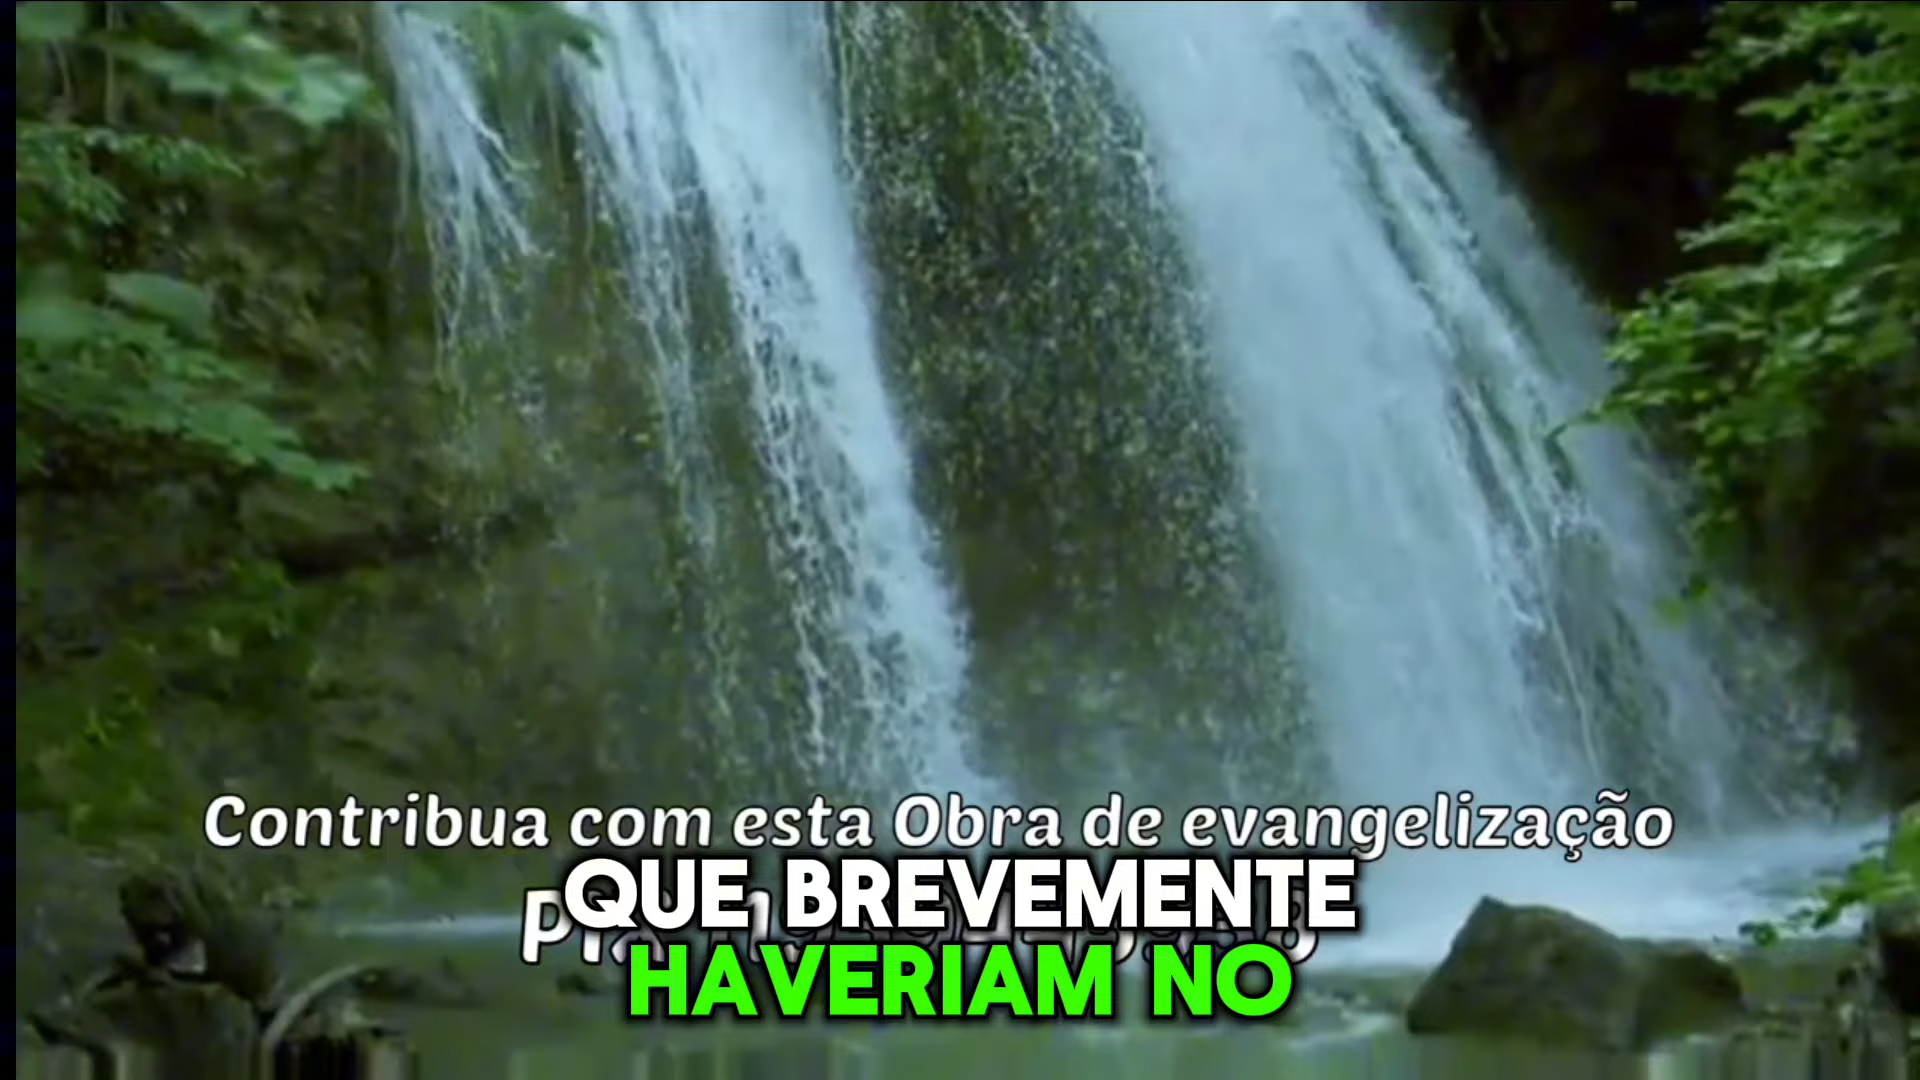 Contribua com esta Obra de evangelização
QUE BREVEMENTE
HAVERIAM NO